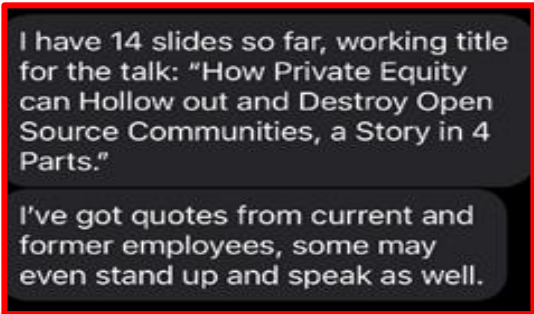 I have 14 slides so far, working title
for the talk: “How Private Equity
can Hollow out and Destroy Open
Source Communities, a Story in 4
Parts.”
I’ve got quotes from current and
former employees, some may
even stand up and speak as well.